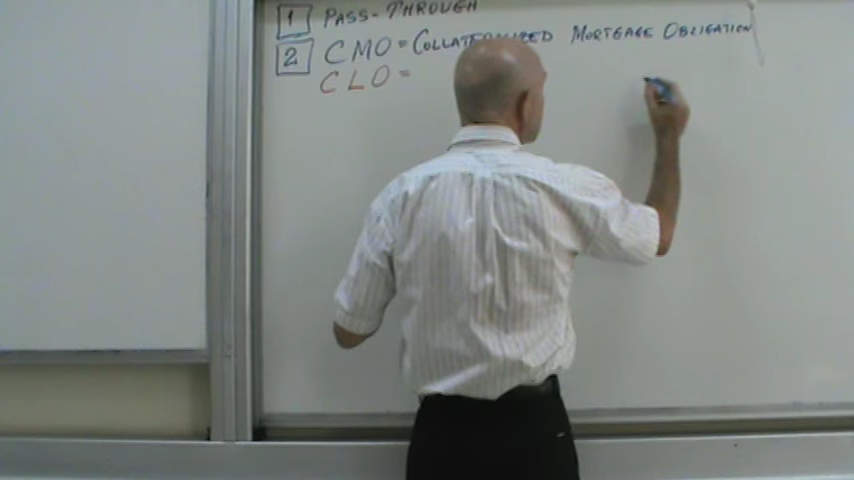 1 PASS-THROUGH
2 CMO = COLLATERALIZED MORTGAGE OBLIGATION
CLO =